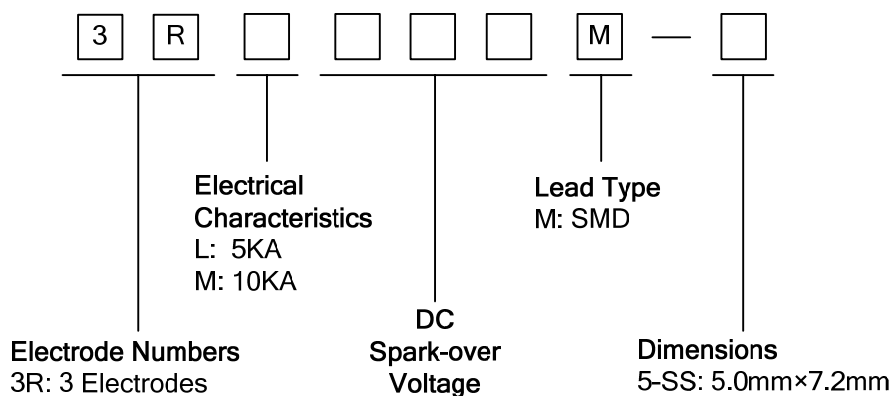 3 R M —
Electrical
Characteristics
L: 5KA
M: 10KA
Lead Type
M: SMD
DC
Spark-over
Voltage
Electrode Numbers
3R: 3 Electrodes
Dimensions
5-SS: 5.0mm×7.2mm